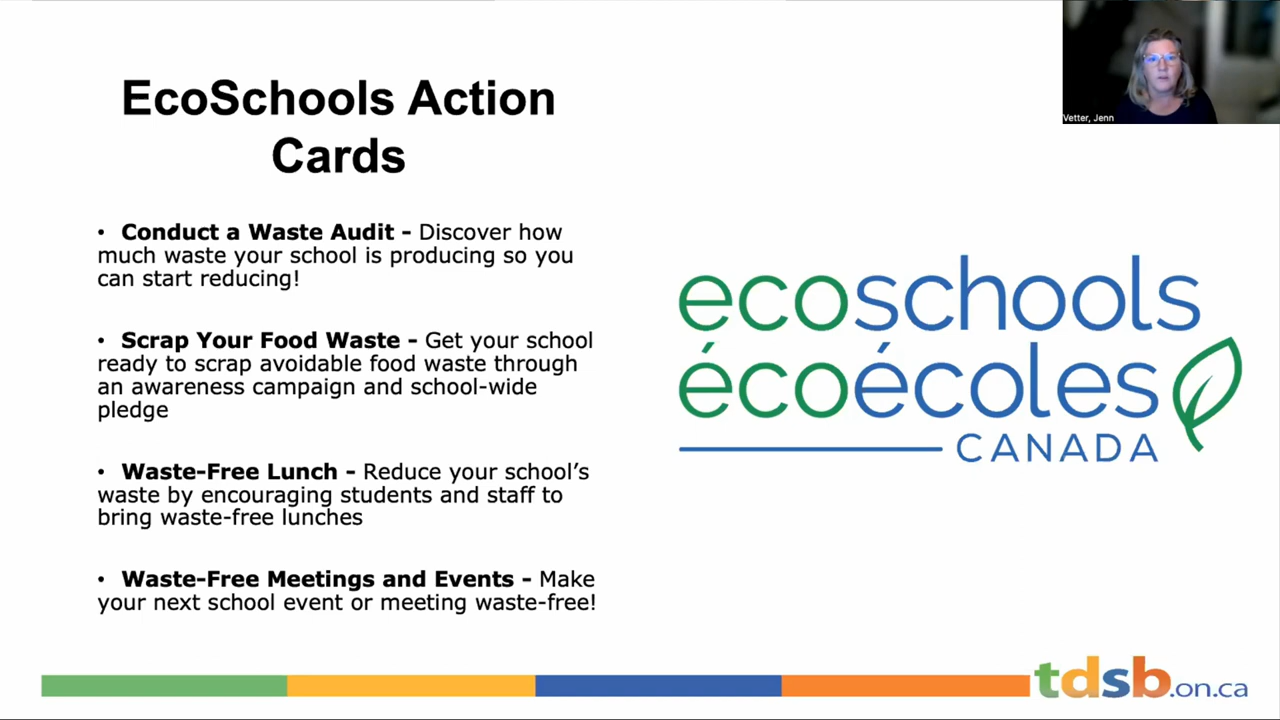 EcoSchools Action
Cards
• Conduct a Waste Audit - Discover how
much waste your school is producing so you
can start reducing!
• Scrap Your Food Waste - Get your school
ready to scrap avoidable food waste through
an awareness campaign and school-wide
pledge
• Waste-Free Lunch - Reduce your school’s
waste by encouraging students and staff to
bring waste-free lunches
• Waste-Free Meetings and Events - Make
your next school event or meeting waste-free!
ecoschools
écoécoles
CANADA
Vetter, Jenn
tdsb.on.ca